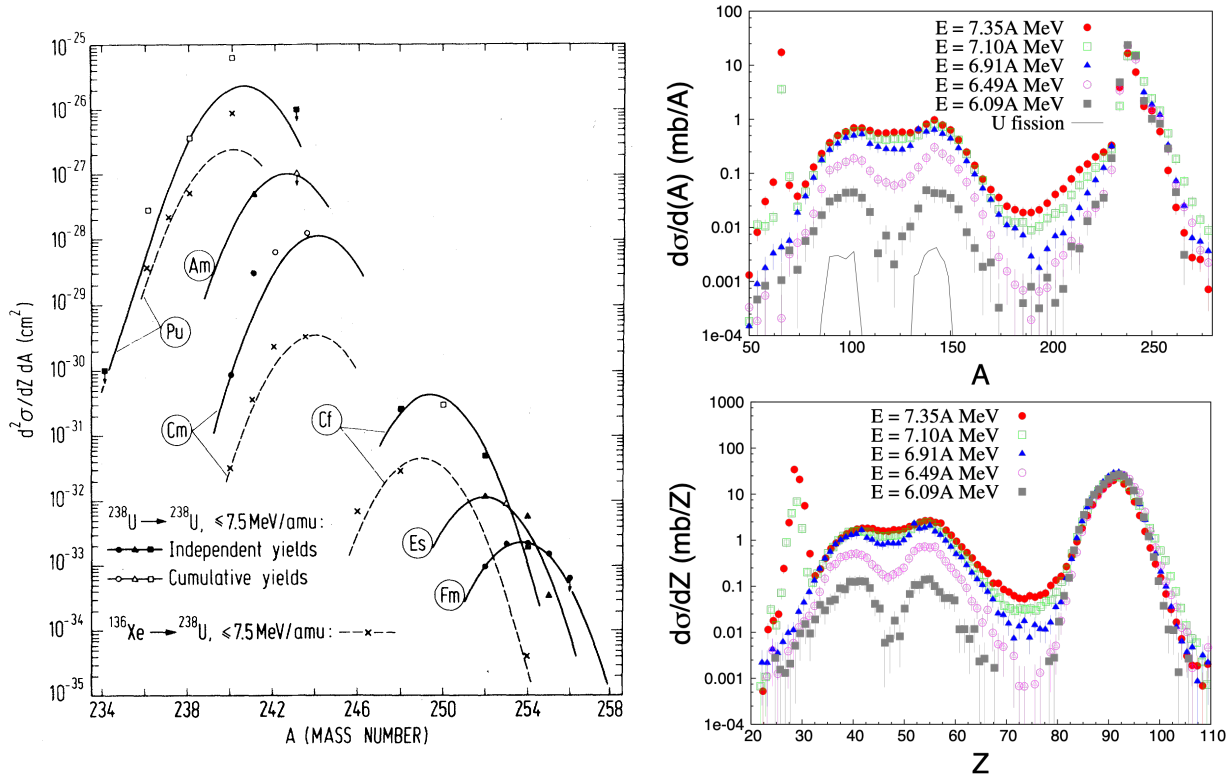 d²σ/dZ dA (cm²)
10⁻²⁵
10⁻²⁶
10⁻²⁷
10⁻²⁸
10⁻²⁹
10⁻³⁰
10⁻³¹
10⁻³²
10⁻³³
10⁻³⁴
10⁻³⁵
Am
Pu
Cm
Cf
Es
Fm
²³⁸U → ²³⁸U, ⩽7.5 MeV/amu:
Independent yields
Cumulative yields
¹³⁶Xe → ²³⁸U, ⩽7.5 MeV/amu:
234 238 242 246 250 254 258
A (MASS NUMBER)
dσ/d(A) (mb/A)
100
10
1
0.1
0.01
0.001
1e-04
E = 7.35A MeV
E = 7.10A MeV
E = 6.91A MeV
E = 6.49A MeV
E = 6.09A MeV
U fission
50 100 150 200 250
A
dσ/dZ (mb/Z)
1000
100
10
1
0.1
0.01
0.001
1e-04
E = 7.35A MeV
E = 7.10A MeV
E = 6.91A MeV
E = 6.49A MeV
E = 6.09A MeV
20 30 40 50 60 70 80 90 100 110
Z